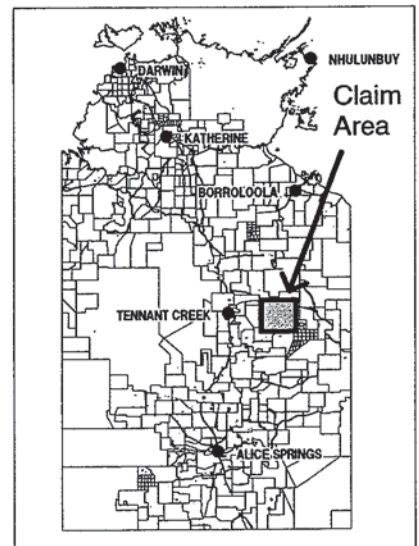 NHULUNBUY
DARWIN
Claim
Area
KATHERINE
BORROLOOLA
TENNANT CREEK
ALICE SPRINGS